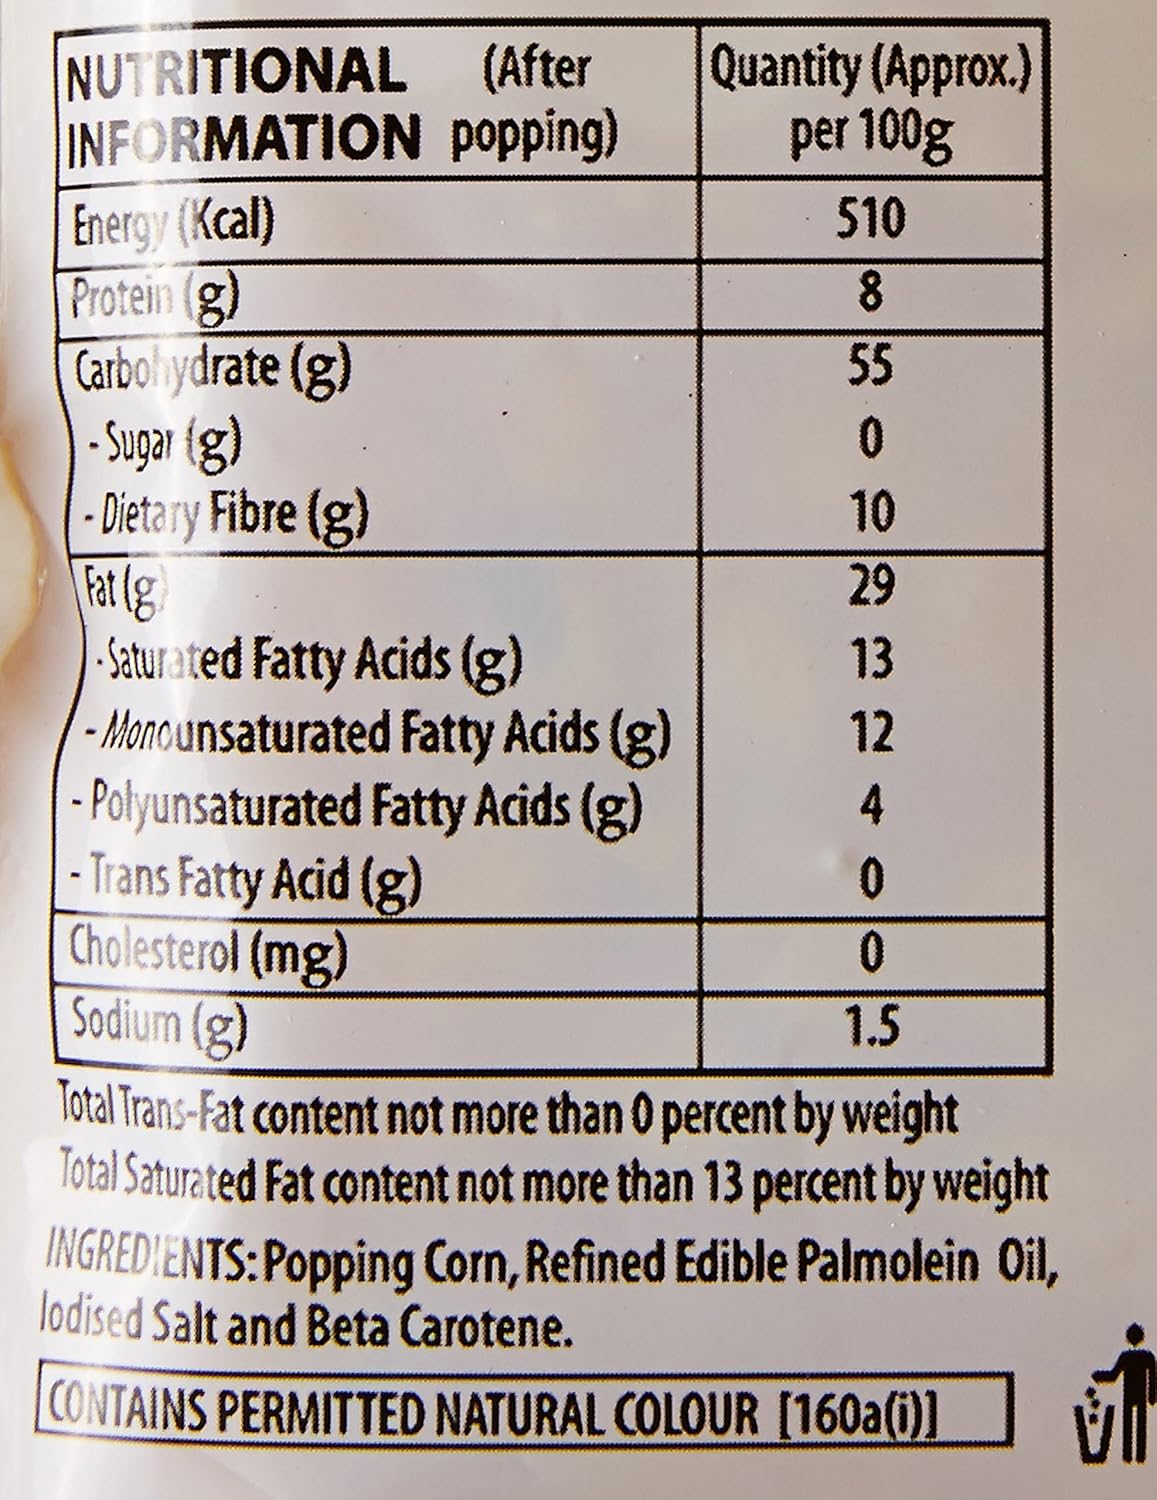 NUTRITIONAL (After Quantity (Approx.)
INFORMATION popping) per 100g
Energy (Kcal) 510
Protein (g) 8
Carbohydrate (g) 55
- Sugar (g) 0
- Dietary Fibre (g) 10
Fat (g) 29
- Saturated Fatty Acids (g) 13
- Monounsaturated Fatty Acids (g) 12
- Polyunsaturated Fatty Acids (g) 4
- Trans Fatty Acid (g) 0
Cholesterol (mg) 0
Sodium (g) 1.5
Total Trans-Fat content not more than 0 percent by weight
Total Saturated Fat content not more than 13 percent by weight
INGREDIENTS: Popping Corn, Refined Edible Palmolein Oil,
Iodised Salt and Beta Carotene.
CONTAINS PERMITTED NATURAL COLOUR [160a(i)]